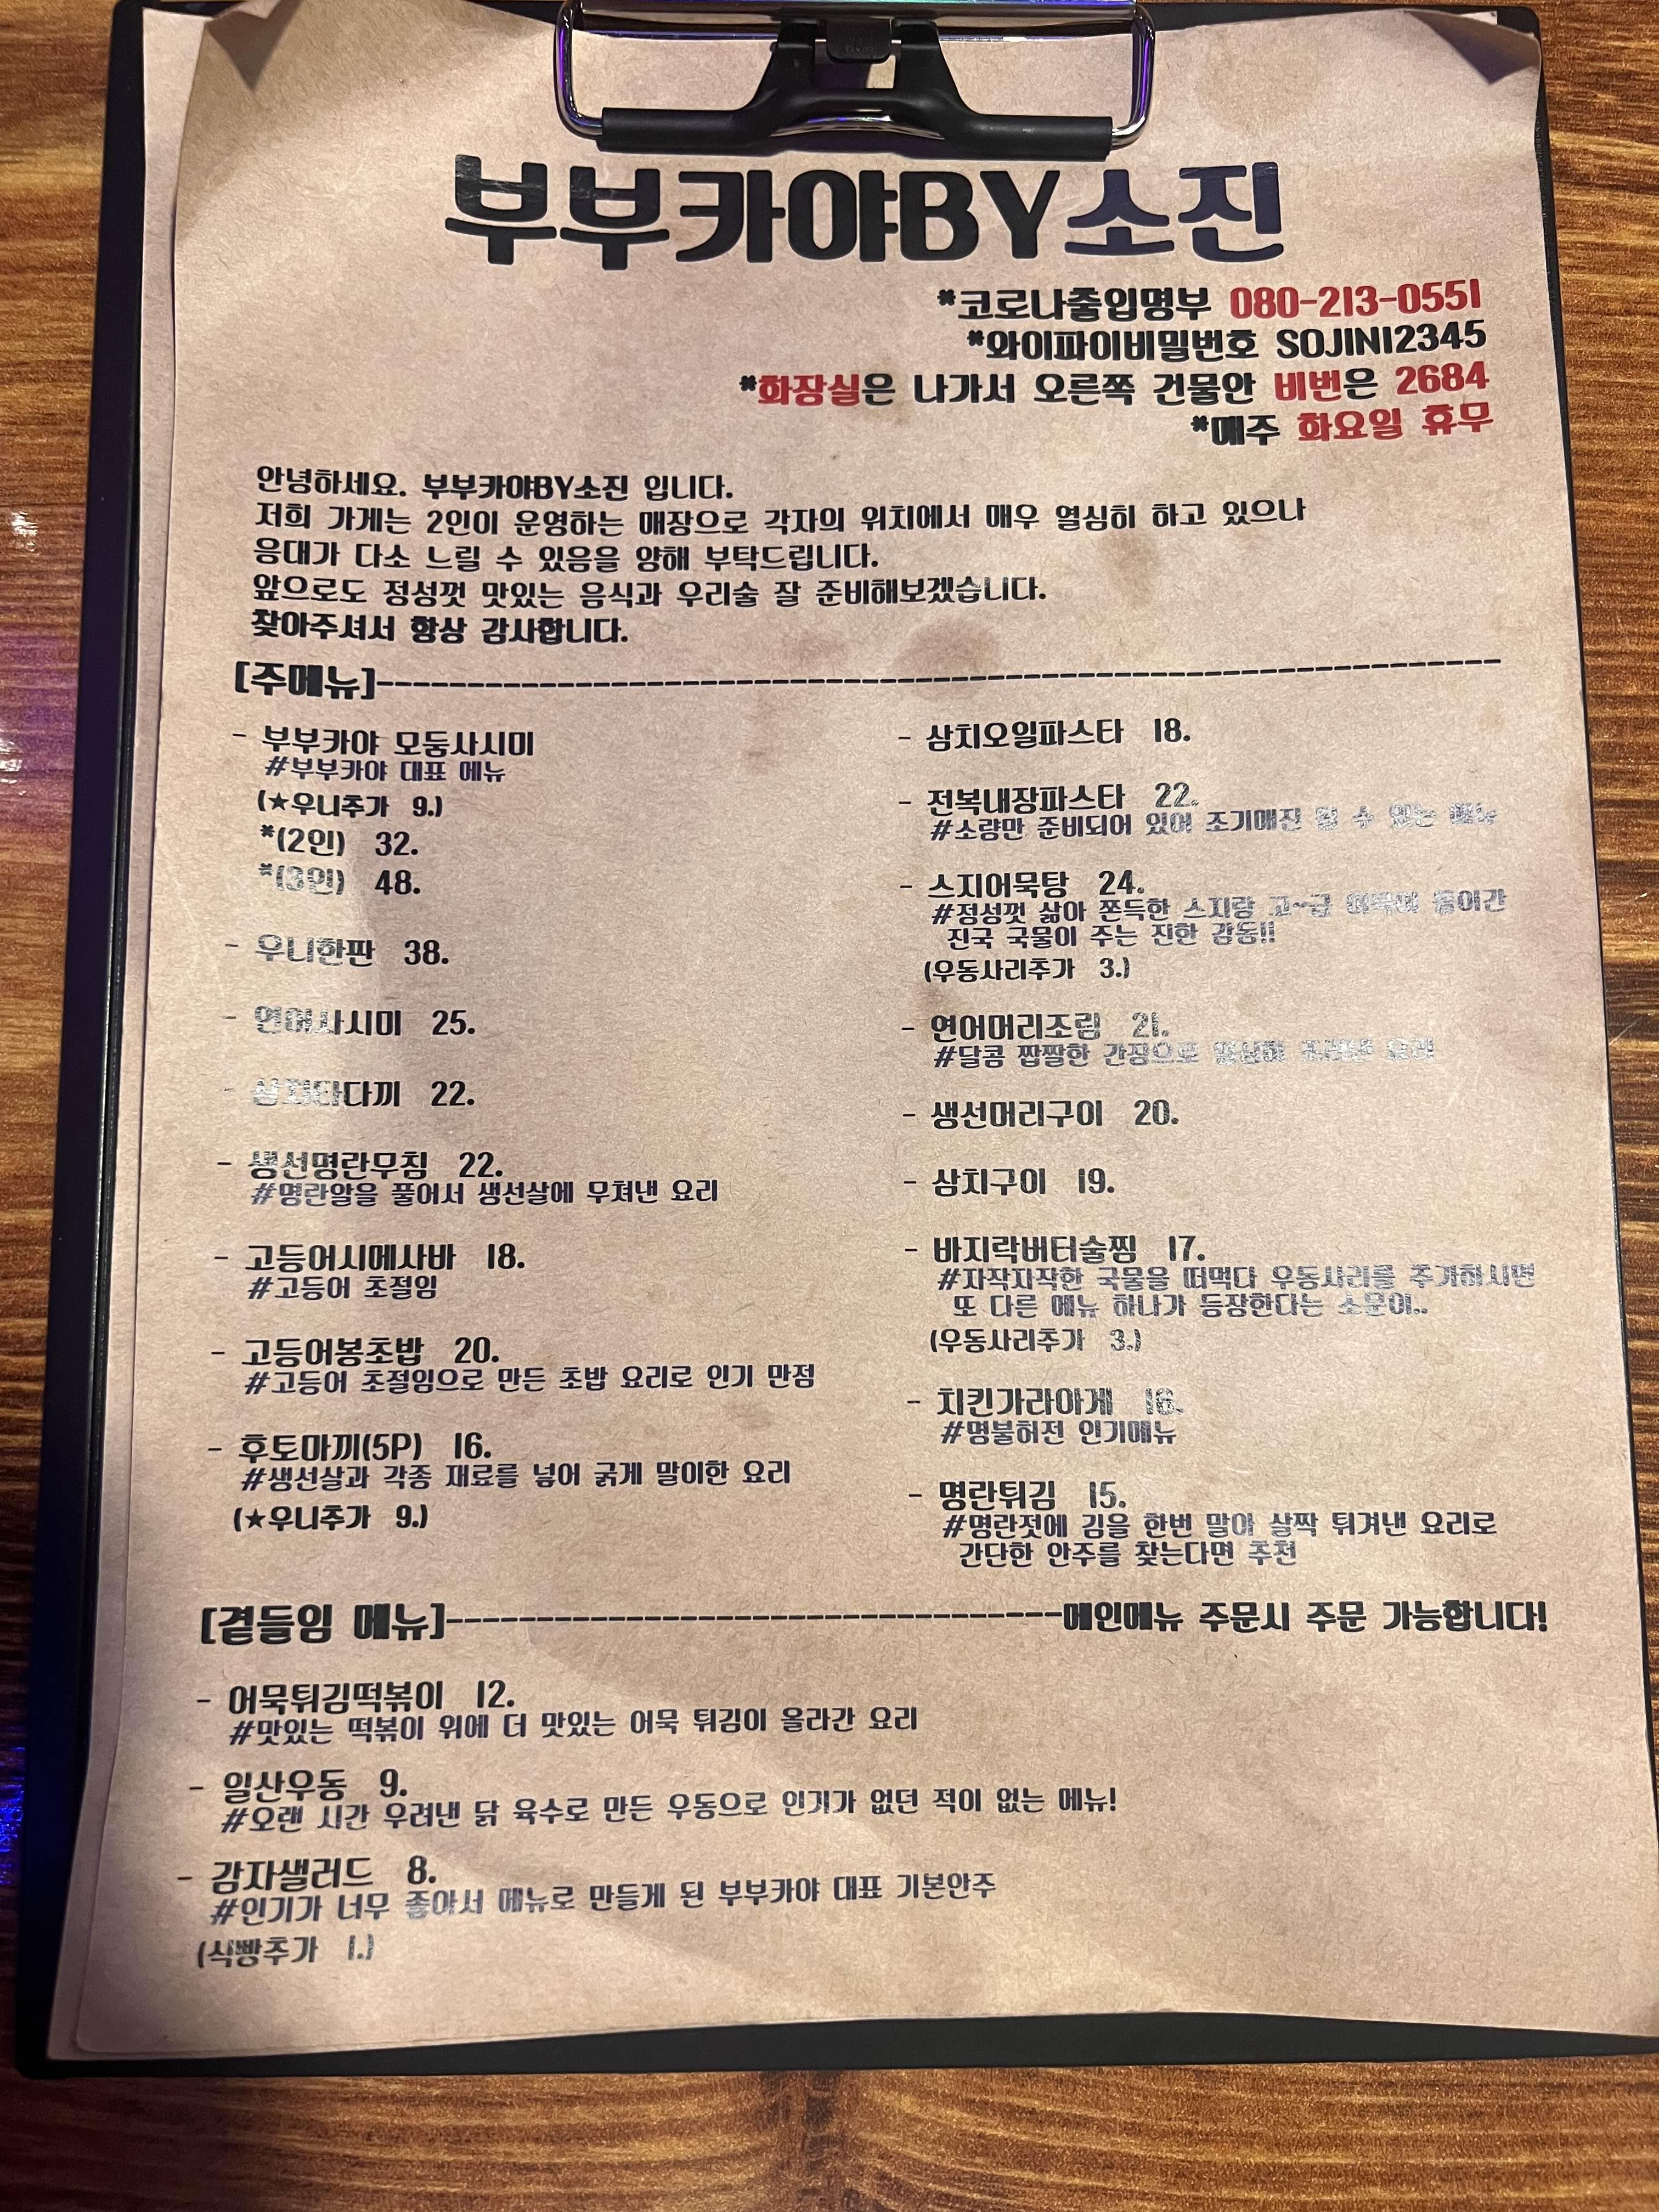 부부카야BY소진
*코로나출입명부 080-213-0551
*와이파이비밀번호 SOJIN12345
*화장실은 나가서 오른쪽 건물안 비번은 2684
*매주 화요일 휴무
안녕하세요. 부부카야BY소진 입니다.
저희 가게는 2인이 운영하는 매장으로 각자의 위치에서 매우 열심히 하고 있으나
응대가 다소 느릴 수 있음을 양해 부탁드립니다.
앞으로도 정성껏 맛있는 음식과 우리술 잘 준비해보겠습니다.
찾아주셔서 항상 감사합니다.
[주메뉴]
- 부부카야 모둠사시미
#부부카야 대표 메뉴
(★우니추가 9.)
*(2인) 32.
*(3인) 48.
- 우니한판 38.
- 연어사시미 25.
- 삼치타다끼 22.
- 생선명란무침 22.
#명란알을 풀어서 생선살에 무쳐낸 요리
- 고등어시메사바 18.
#고등어 초절임
- 고등어봉초밥 20.
#고등어 초절임으로 만든 초밥 요리로 인기 만점
- 후토마끼(5P) 16.
#생선살과 각종 재료를 넣어 굵게 말이한 요리
(★우니추가 9.)
- 삼치오일파스타 18.
- 전복내장파스타 22.
#소량만 준비되어 있어 조기매진 될 수 있는 메뉴
- 스지어묵탕 24.
#정성껏 삶아 쫀득한 스지랑 고~급 어묵이 들어간
진국 국물이 주는 진한 감동!!
(우동사리추가 3.)
- 연어머리조림 21.
#달콤 짭짤한 간장으로 조려낸 요리
- 생선머리구이 20.
- 삼치구이 19.
- 바지락버터술찜 17.
#자작자작한 국물을 떠먹다 우동사리를 추가하시면
또 다른 메뉴 하나가 등장한다는 소문이..
(우동사리추가 3.)
- 치킨가라아게 16.
#명불허전 인기메뉴
- 명란튀김 15.
#명란젓에 김을 한번 말아 살짝 튀겨낸 요리로
간단한 안주를 찾는다면 추천
[곁들임 메뉴]---메인메뉴 주문시 주문 가능합니다!
- 어묵튀김떡볶이 12.
#맛있는 떡볶이 위에 더 맛있는 어묵 튀김이 올라간 요리
- 일산우동 9.
#오랜 시간 우려낸 닭 육수로 만든 우동으로 인기가 없던 적이 없는 메뉴!
- 감자샐러드 8.
#인기가 너무 좋아서 메뉴로 만들게 된 부부카야 대표 기본안주
(식빵추가 1.)